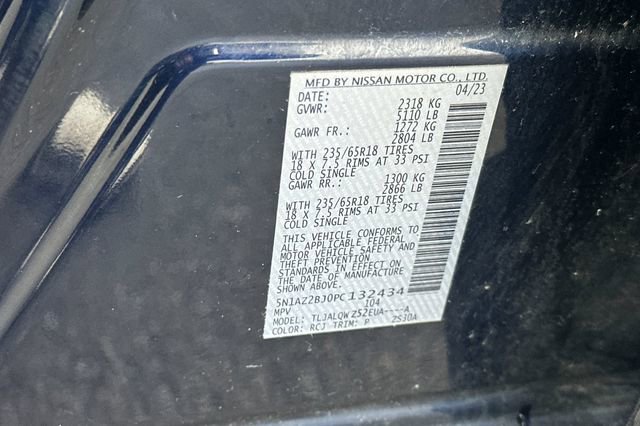 MFD BY NISSAN MOTOR CO., LTD.
DATE: 04/23
GVWR: 2318 KG
5110 LB
GAWR FR.: 1272 KG
2804 LB
WITH 235/65R18 TIRES
18 X 7.5 RIMS AT 33 PSI
COLD SINGLE
GAWR RR.: 1300 KG
2866 LB
WITH 235/65R18 TIRES
18 X 7.5 RIMS AT 33 PSI
COLD SINGLE
THIS VEHICLE CONFORMS TO
ALL APPLICABLE FEDERAL
MOTOR VEHICLE SAFETY AND
THEFT PREVENTION
STANDARDS IN EFFECT ON
THE DATE OF MANUFACTURE
SHOWN ABOVE.
5N1AZ2BJ0PC132434
MPV 104
MODEL: TLJALQWZ52EUA----A
COLOR: RCJ TRIM: P ZS30A